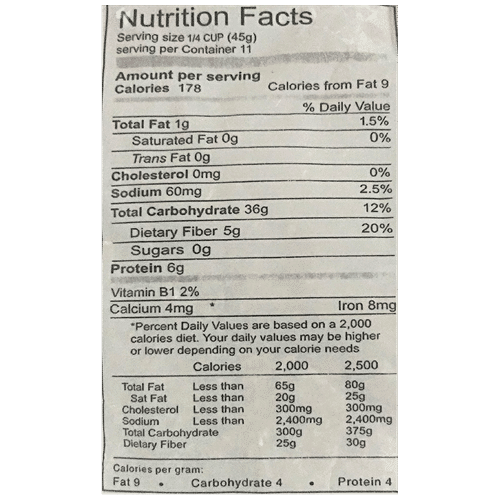 Nutrition Facts
Serving size 1/4 CUP (45g)
serving per Container 11
Amount per serving
Calories 178 Calories from Fat 9
% Daily Value
Total Fat 1g 1.5%
Saturated Fat 0g 0%
Trans Fat 0g
Cholesterol 0mg 0%
Sodium 60mg 2.5%
Total Carbohydrate 36g 12%
Dietary Fiber 5g 20%
Sugars 0g
Protein 6g
Vitamin B1 2%
Calcium 4mg * Iron 8mg
*Percent Daily Values are based on a 2,000
calories diet. Your daily values may be higher
or lower depending on your calorie needs
Calories 2,000 2,500
Total Fat Less than 65g 80g
Sat Fat Less than 20g 25g
Cholesterol Less than 300mg 300mg
Sodium Less than 2,400mg 2,400mg
Total Carbohydrate 300g 375g
Dietary Fiber 25g 30g
Calories per gram:
Fat 9 • Carbohydrate 4 • Protein 4